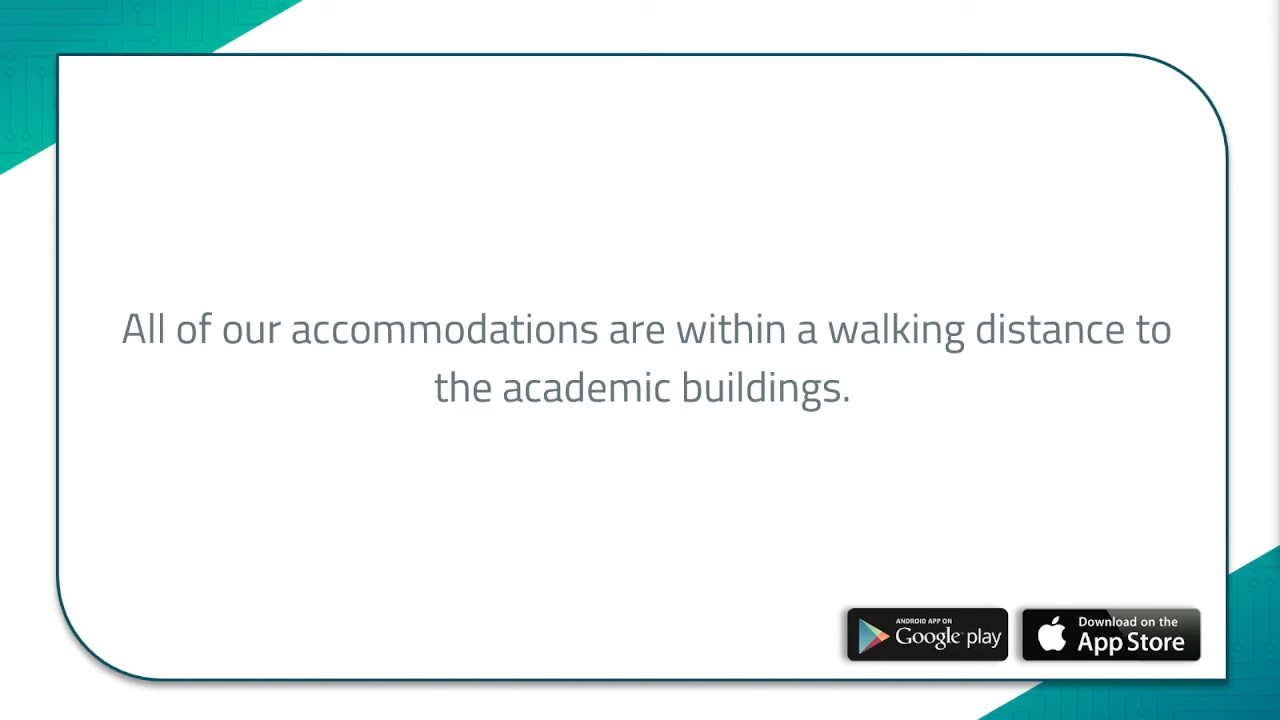 All of our accommodations are within a walking distance to
the academic buildings.
ANDROID APP ON
Google play
Download on the
App Store